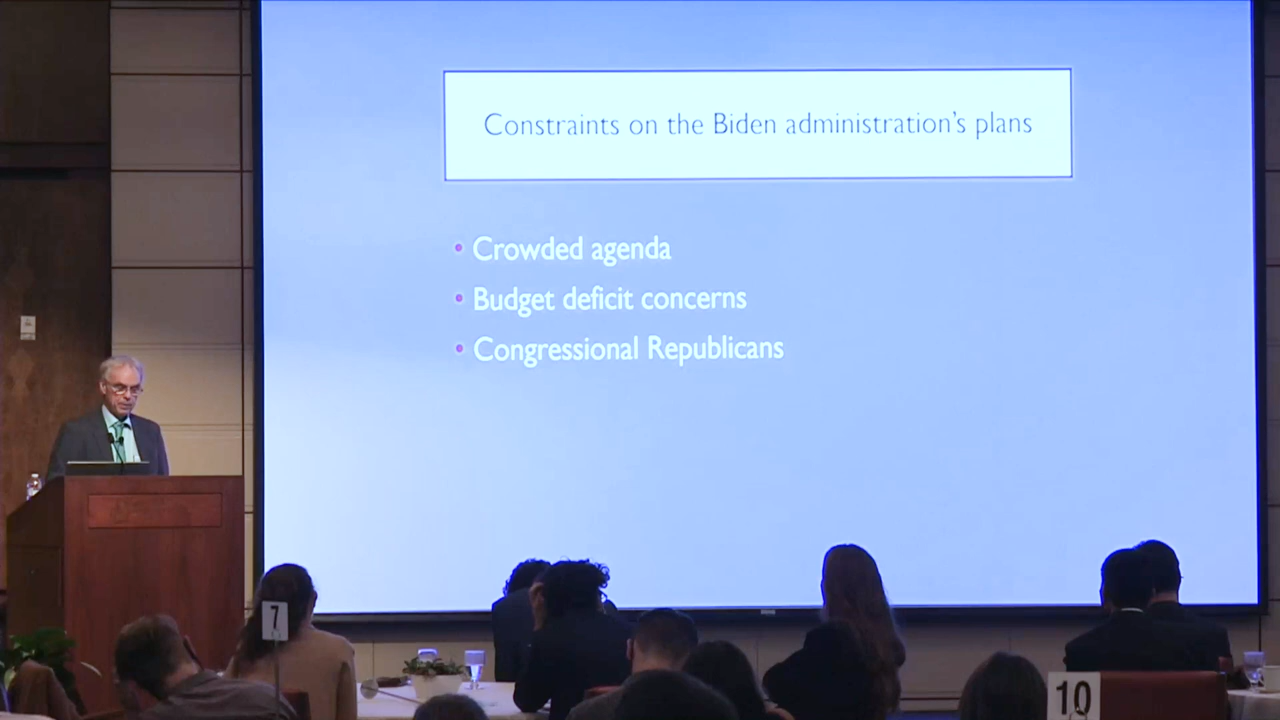 Constraints on the Biden administration's plans
• Crowded agenda
• Budget deficit concerns
• Congressional Republicans
7
10